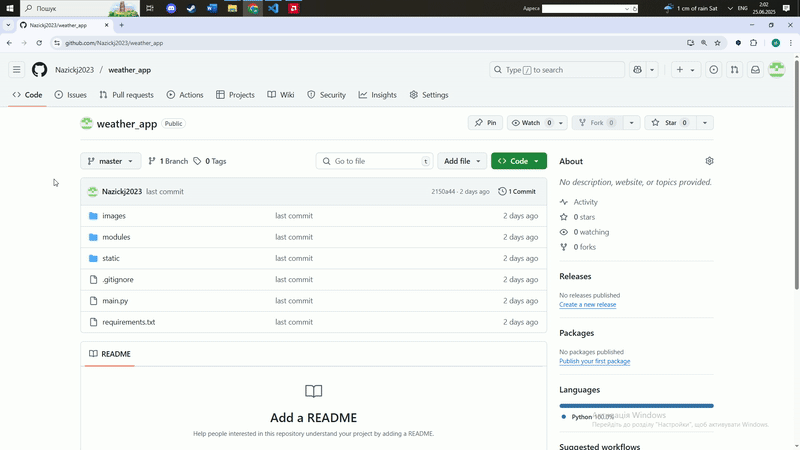 Пошук
Адреса
1 cm of rain Sat
ENG
2:02
25.06.2025
Nazickj2023/weather_app
github.com/Nazickj2023/weather_app
Nazickj2023 / weather_app
Type / to search
Code
Issues
Pull requests
Actions
Projects
Wiki
Security
Insights
Settings
weather_app
Public
Pin
Watch 0
Fork 0
Star 0
master
1 Branch
0 Tags
Go to file
t
Add file
Code
Nazickj2023 last commit
2150a44 · 2 days ago
1 Commit
images last commit 2 days ago
modules last commit 2 days ago
static last commit 2 days ago
.gitignore last commit 2 days ago
main.py last commit 2 days ago
requirements.txt last commit 2 days ago
README
Add a README
Help people interested in this repository understand your project by adding a README.
About
No description, website, or topics provided.
Activity
0 stars
0 watching
0 forks
Releases
No releases published
Create a new release
Packages
No packages published
Publish your first package
Languages
Python 100.0%
Windows
Перейдіть до розділу "Настройки", щоб активувати Windows.
Suggested workflows